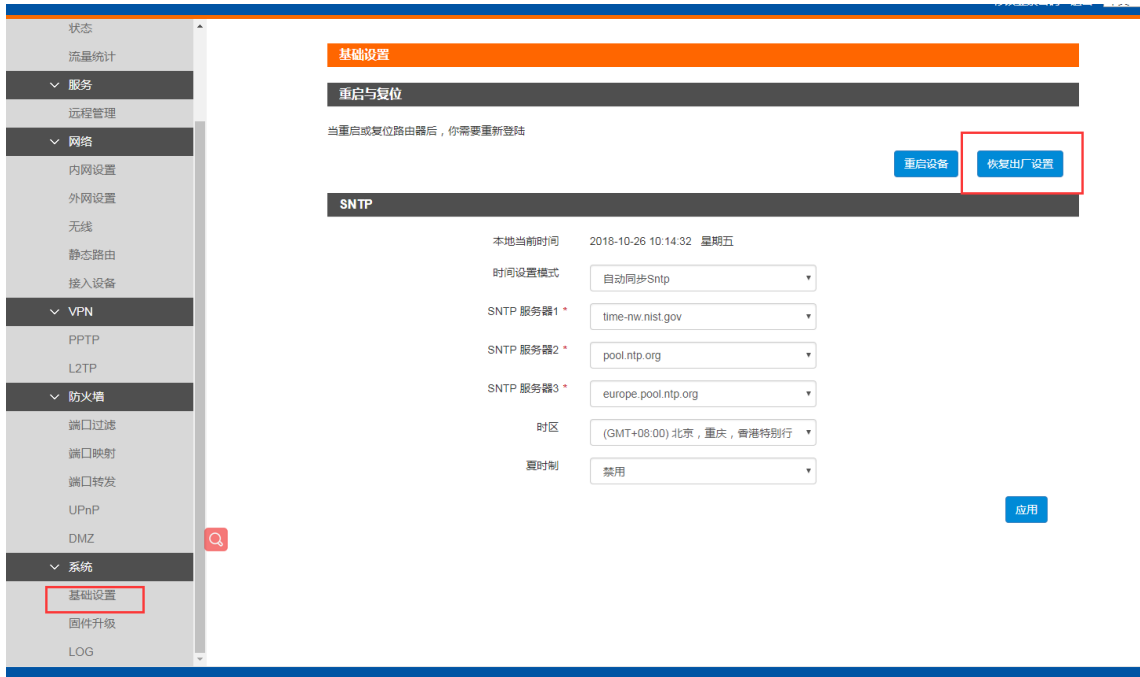 状态
流量统计
服务
远程管理
网络
内网设置
外网设置
无线
静态路由
接入设备
VPN
PPTP
L2TP
防火墙
端口过滤
端口映射
端口转发
UPnP
DMZ
系统
基础设置
固件升级
LOG
基础设置
重启与复位
当重启或复位路由器后，你需要重新登陆
重启设备 恢复出厂设置
SNTP
本地当前时间 2018-10-26 10:14:32 星期五
时间设置模式 自动同步Sntp
SNTP 服务器1 * time-nw.nist.gov
SNTP 服务器2 * pool.ntp.org
SNTP 服务器3 * europe.pool.ntp.org
时区 (GMT+08:00) 北京，重庆，香港特别行
夏时制 禁用
应用